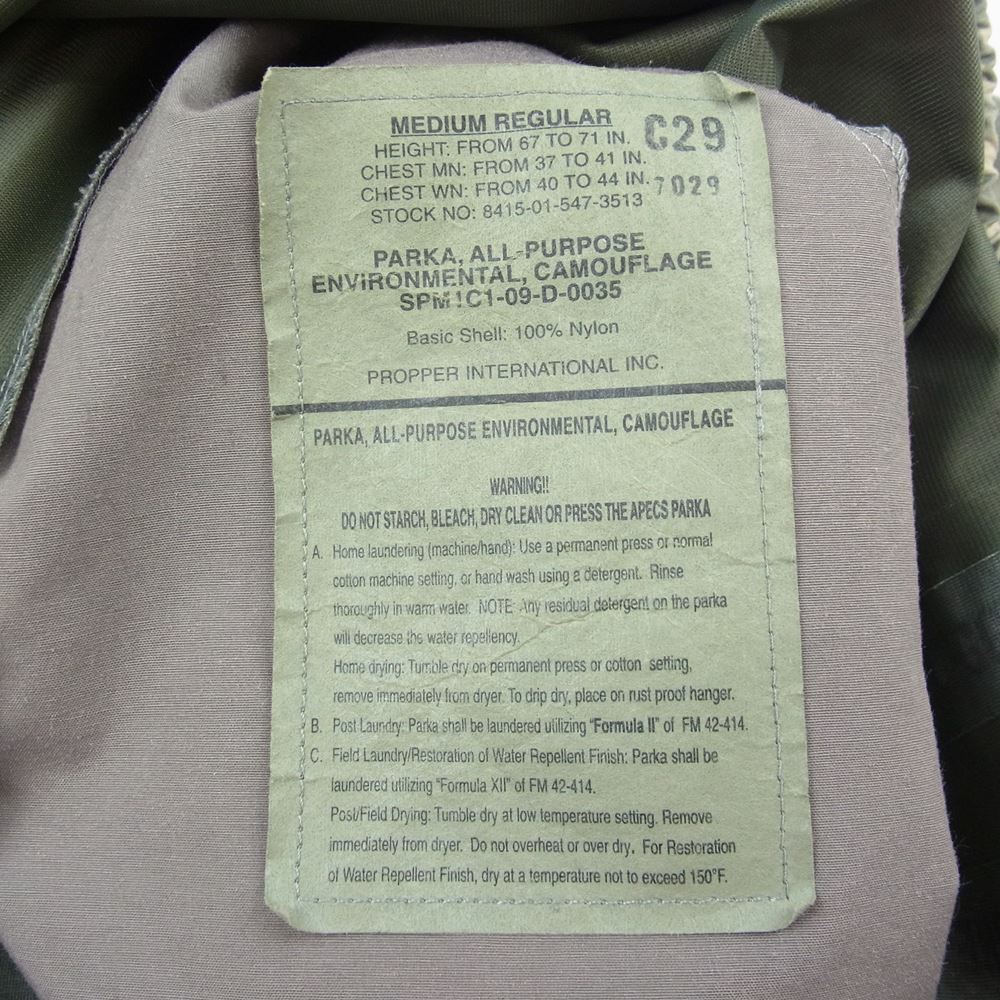 MEDIUM REGULAR
HEIGHT: FROM 67 TO 71 IN.
CHEST MN: FROM 37 TO 41 IN.
CHEST WN: FROM 40 TO 44 IN.
STOCK NO: 8415-01-547-3513
C29
7029
PARKA, ALL-PURPOSE
ENVIRONMENTAL, CAMOUFLAGE
SPM1C1-09-D-0035
Basic Shell: 100% Nylon
PROPPER INTERNATIONAL INC.
PARKA, ALL-PURPOSE ENVIRONMENTAL, CAMOUFLAGE
WARNING!!
DO NOT STARCH, BLEACH, DRY CLEAN OR PRESS THE APECS PARKA
A. Home laundering (machine/hand): Use a permanent press or normal
cotton machine setting, or hand wash using a detergent. Rinse
thoroughly in warm water. NOTE: Any residual detergent on the parka
will decrease the water repellency.
Home drying: Tumble dry on permanent press or cotton setting,
remove immediately from dryer. To drip dry, place on rust proof hanger.
B. Post Laundry: Parka shall be laundered utilizing "Formula II" of FM 42-414.
C. Field Laundry/Restoration of Water Repellent Finish: Parka shall be
laundered utilizing "Formula XII" of FM 42-414.
Post/Field Drying: Tumble dry at low temperature setting. Remove
immediately from dryer. Do not overheat or over dry. For Restoration
of Water Repellent Finish, dry at a temperature not to exceed 150°F.